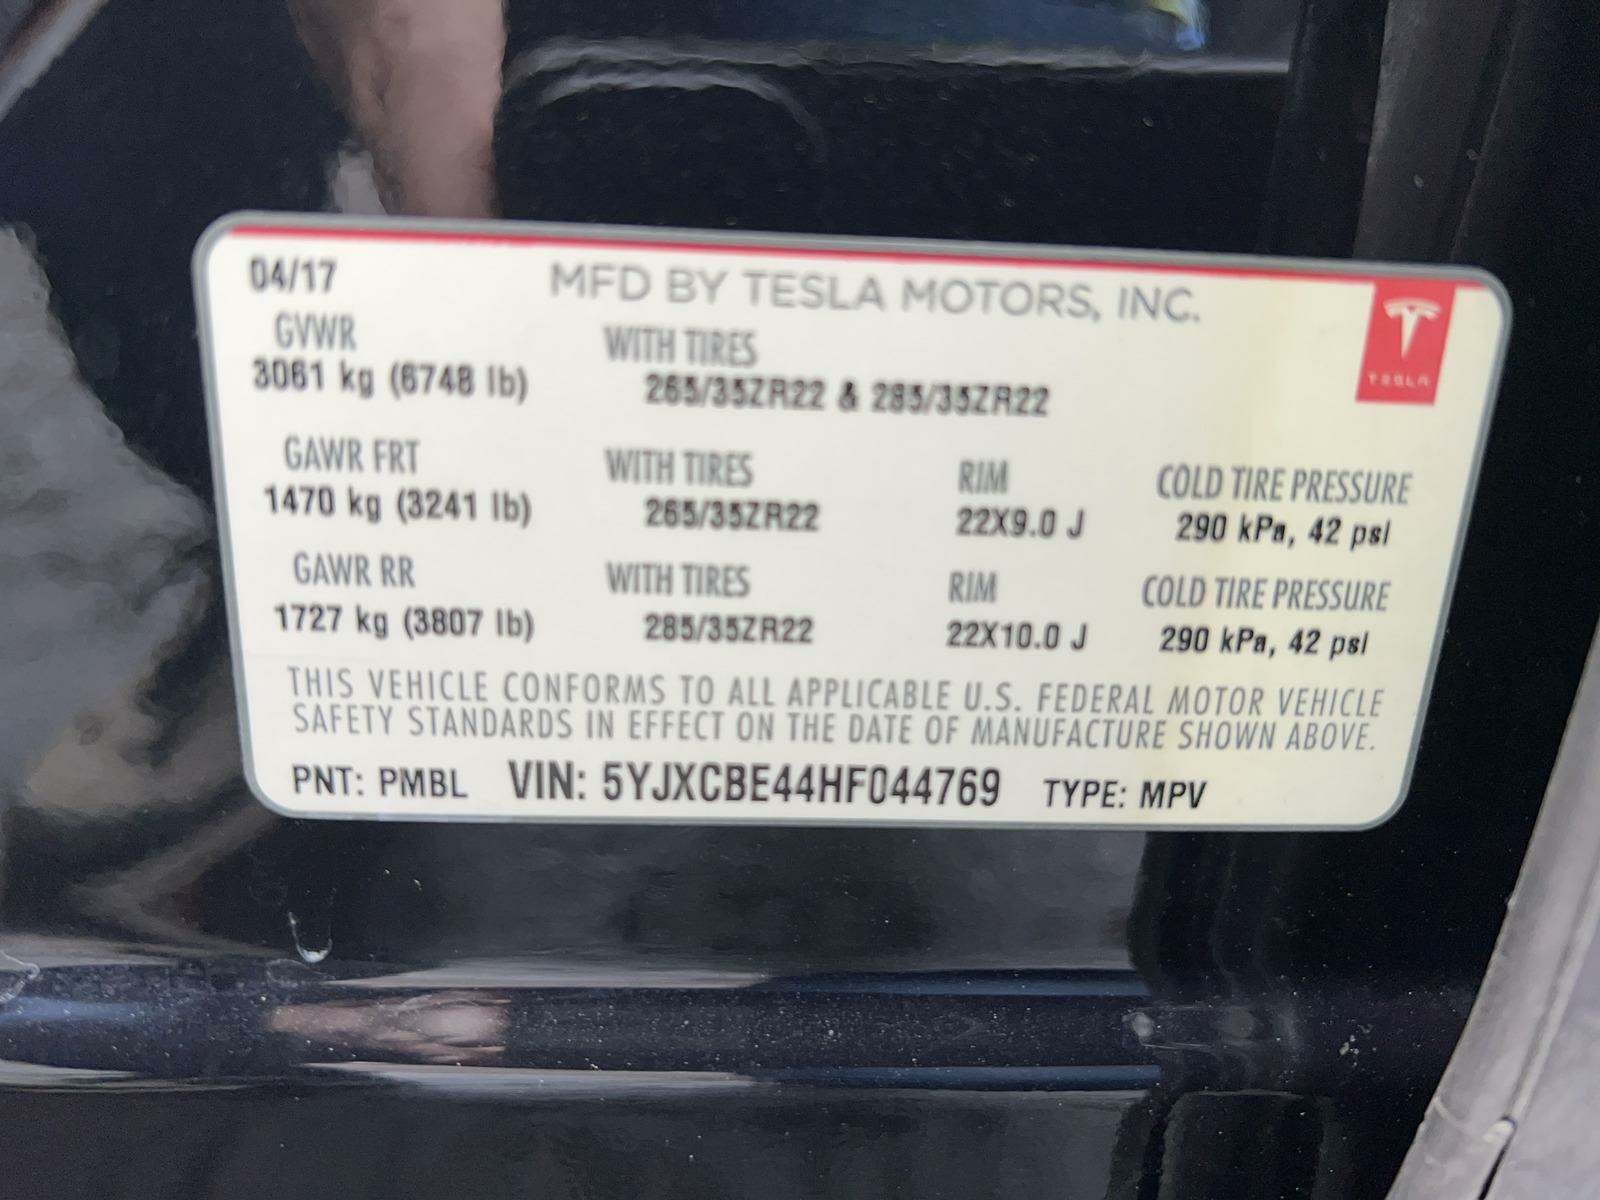 04/17 MFD BY TESLA MOTORS, INC.
GVWR WITH TIRES
3061 kg (6748 lb) 265/35ZR22 & 285/35ZR22
TESLA
GAWR FRT WITH TIRES RIM COLD TIRE PRESSURE
1470 kg (3241 lb) 265/35ZR22 22X9.0 J 290 kPa, 42 psi
GAWR RR WITH TIRES RIM COLD TIRE PRESSURE
1727 kg (3807 lb) 285/35ZR22 22X10.0 J 290 kPa, 42 psi
THIS VEHICLE CONFORMS TO ALL APPLICABLE U.S. FEDERAL MOTOR VEHICLE
SAFETY STANDARDS IN EFFECT ON THE DATE OF MANUFACTURE SHOWN ABOVE.
PNT: PMBL VIN: 5YJXCBE44HF044769 TYPE: MPV